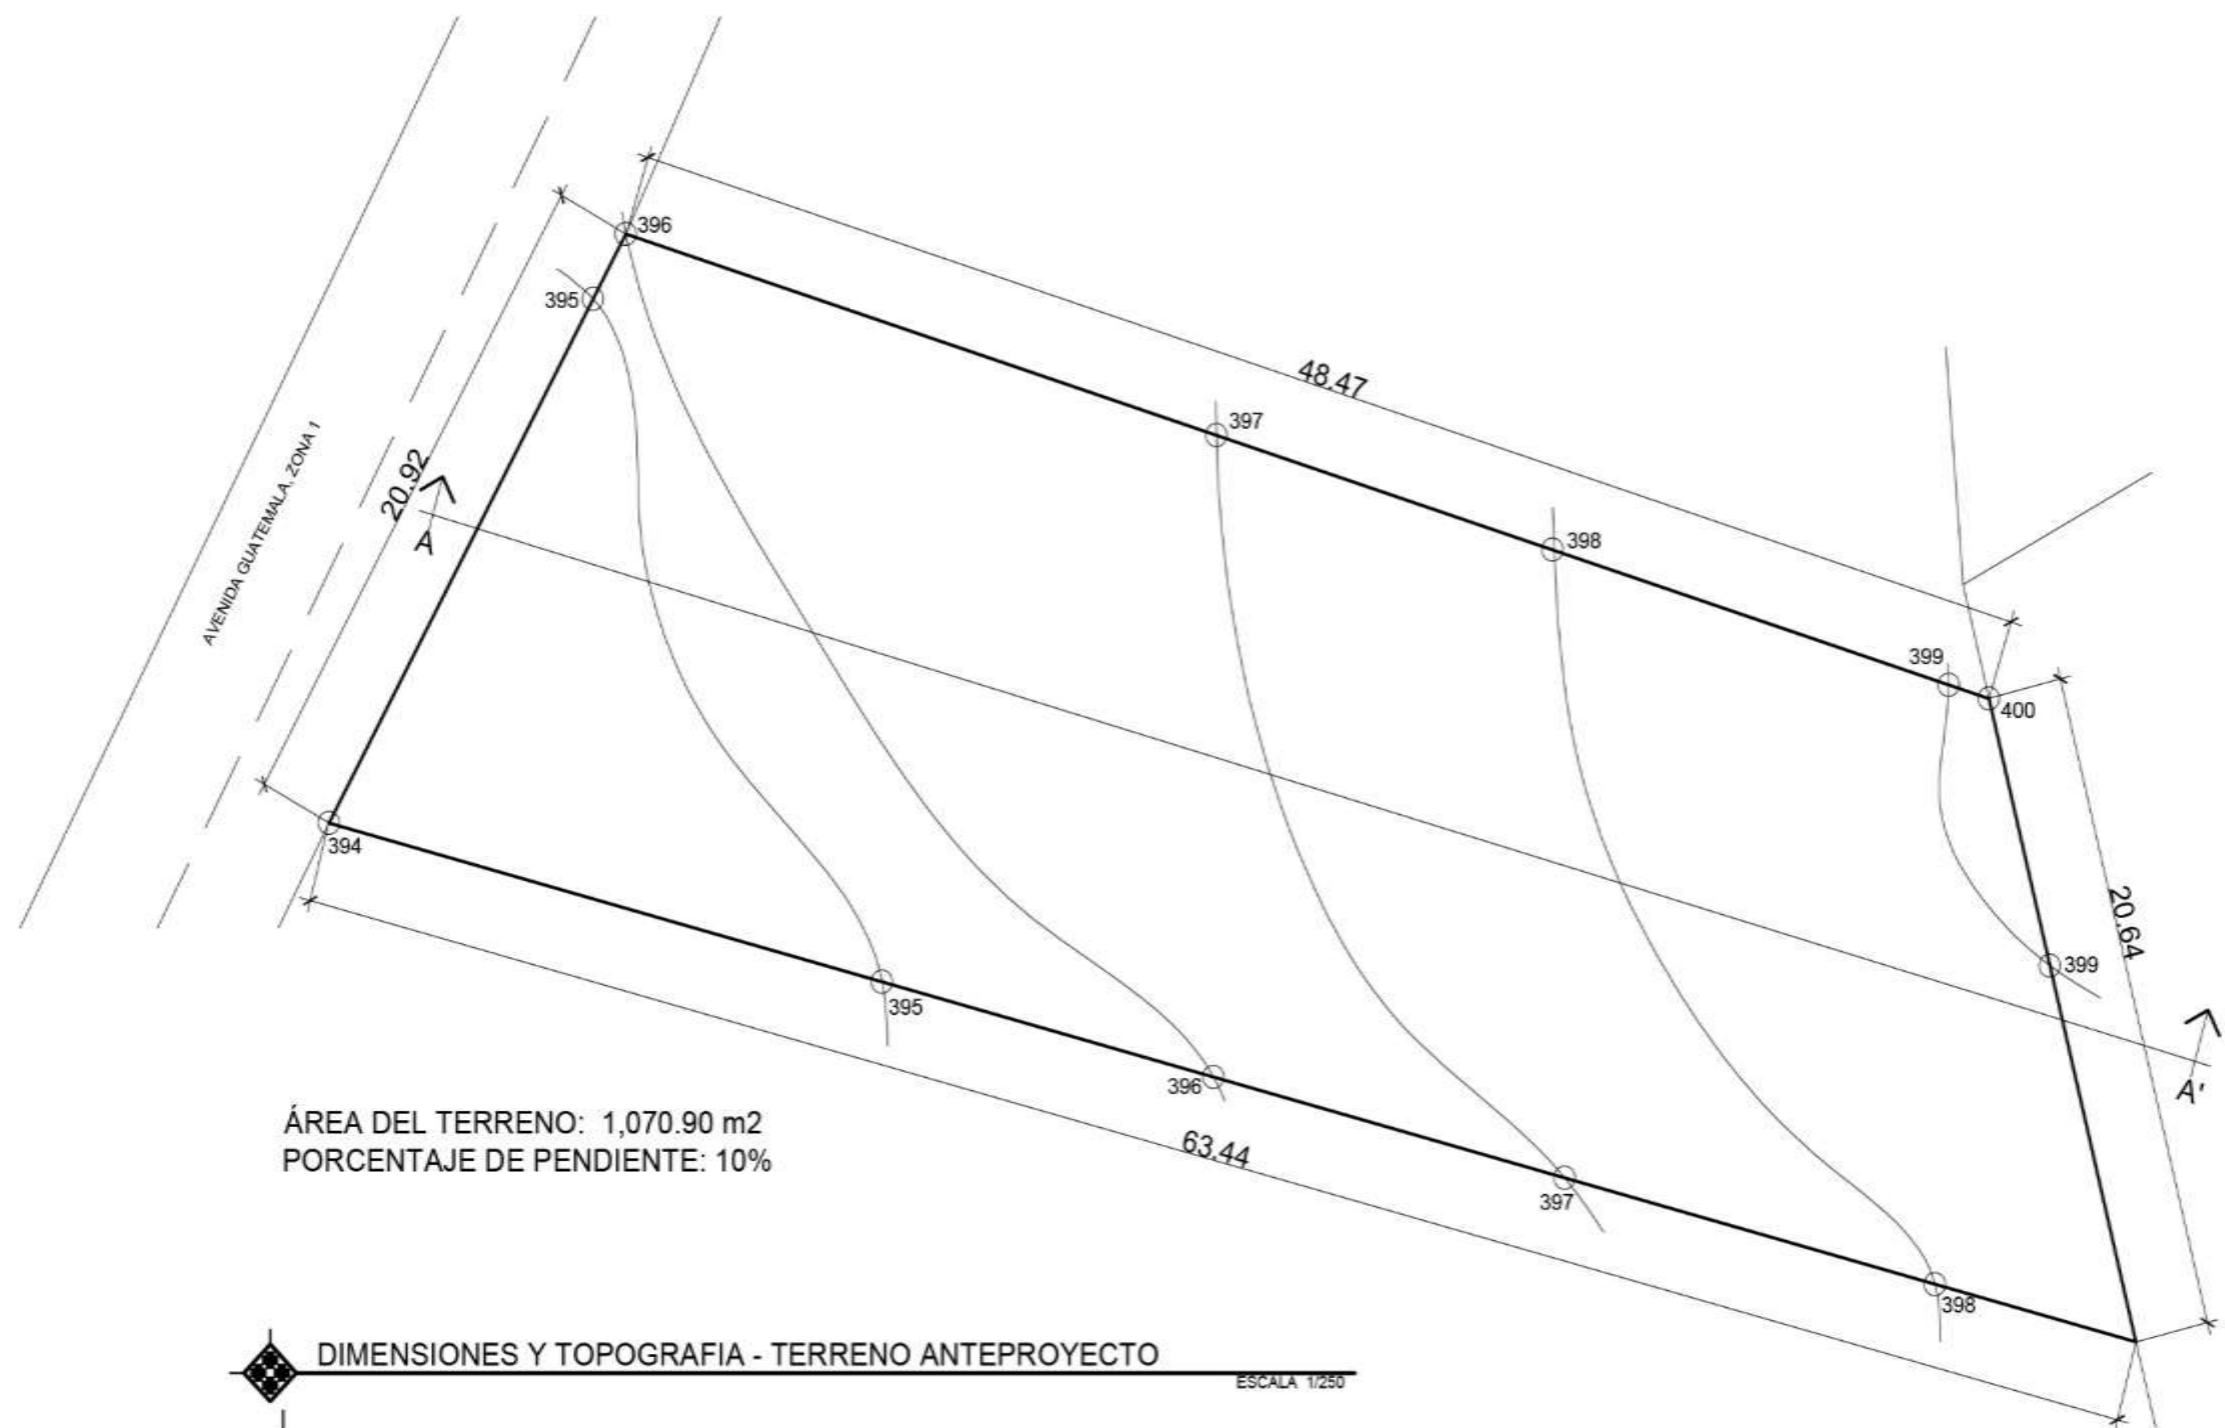 396
395
48.47
397
20.92
AVENIDA GUATEMALA, ZONA 1
A
398
399
400
394
20.64
399
395
396
A'
ÁREA DEL TERRENO: 1,070.90 m2
PORCENTAJE DE PENDIENTE: 10%
63.44
397
398
DIMENSIONES Y TOPOGRAFIA - TERRENO ANTEPROYECTO
ESCALA 1/250